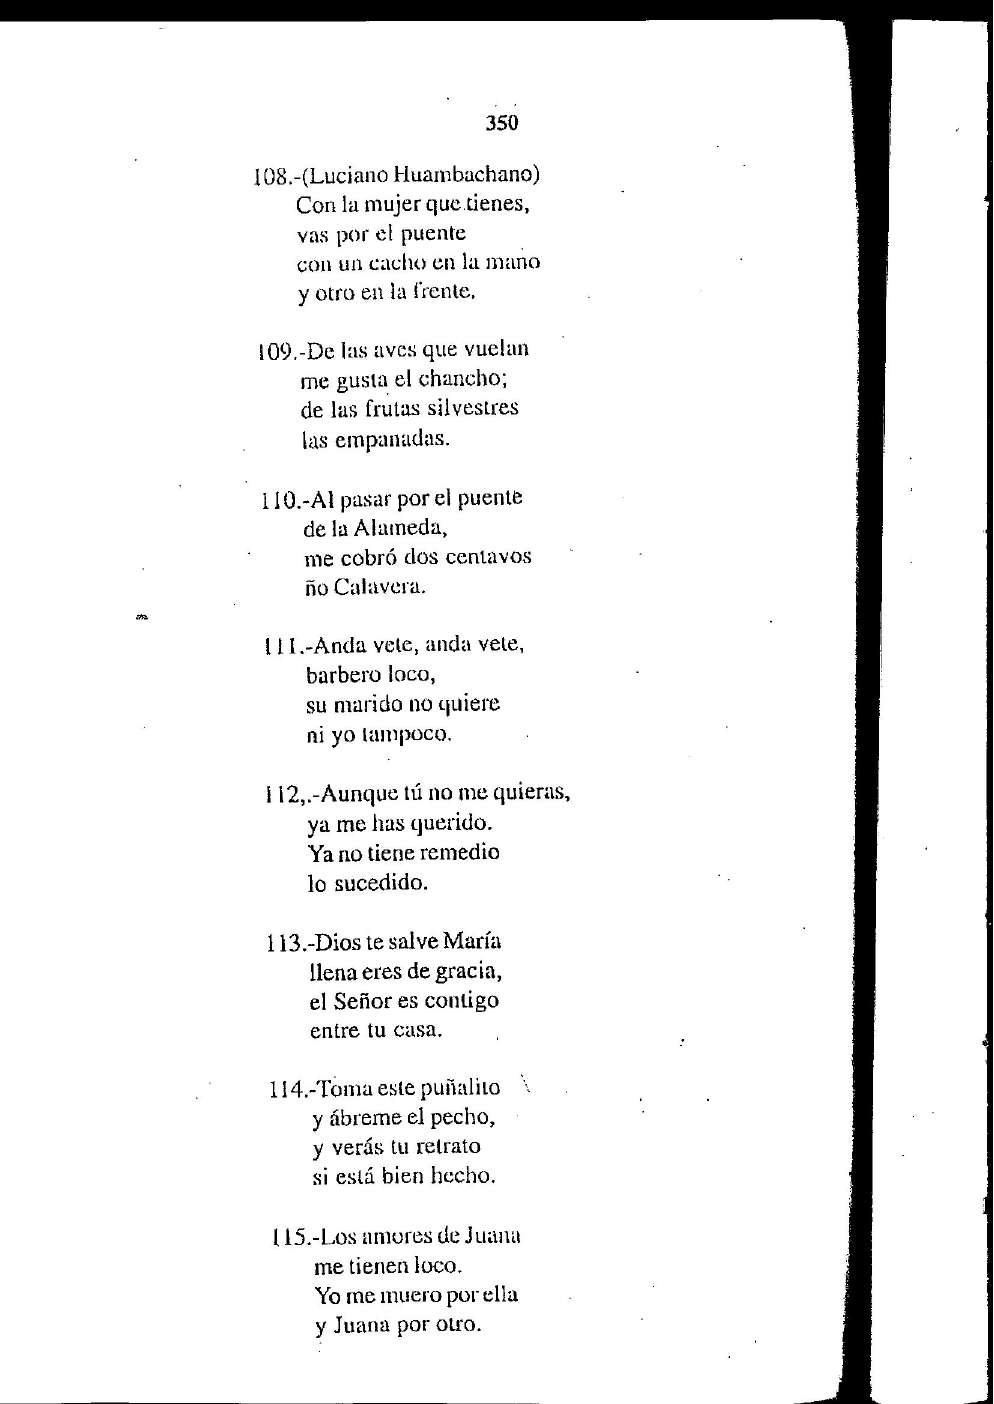 350
108.-(Luciano Huambachano)
Con la mujer que tienes,
vas por el puente
con un cacho en la mano
y otro en la frente.
109.-De las aves que vuelan
me gusta el chancho;
de las frutas silvestres
las empanadas.
110.-Al pasar por el puente
de la Alameda,
me cobró dos centavos
ño Calavera.
111.-Anda vete, anda vete,
barbero loco,
su marido no quiere
ni yo tampoco.
112,.-Aunque tú no me quieras,
ya me has querido.
Ya no tiene remedio
lo sucedido.
113.-Dios te salve María
llena eres de gracia,
el Señor es contigo
entre tu casa.
114.-Toma este puñalito
y ábreme el pecho,
y verás tu retrato
si está bien hecho.
115.-Los amores de Juana
me tienen loco.
Yo me muero por ella
y Juana por otro.